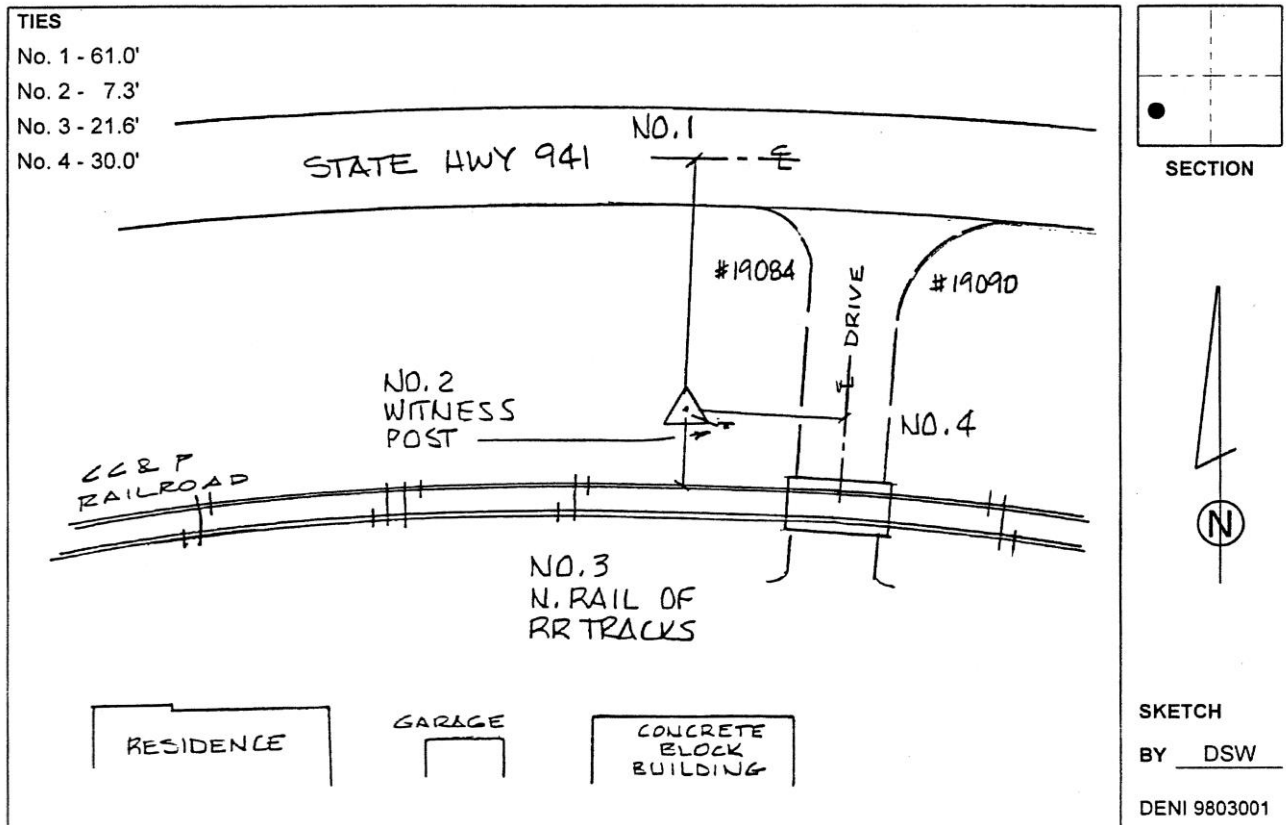 TIES
No. 1 - 61.0'
No. 2 - 7.3'
No. 3 - 21.6'
No. 4 - 30.0'
NO.1
STATE HWY 941
℄
SECTION
#19084
℄ DRIVE
#19090
NO.2
WITNESS
POST
NO.4
CC & P
RAILROAD
N
NO.3
N. RAIL OF
RR TRACKS
RESIDENCE
GARAGE
CONCRETE
BLOCK
BUILDING
SKETCH
BY DSW
DENI 9803001